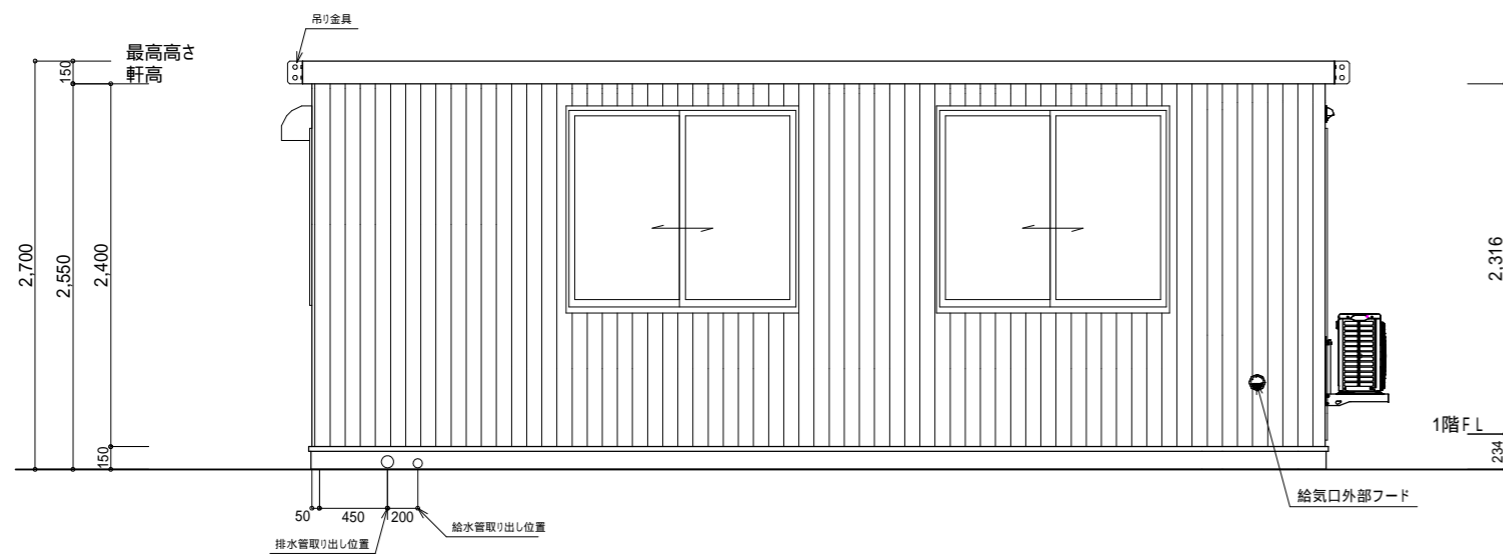 吊り金具
最高高さ
150
軒高
2,700
2,550
2,400
2,316
1階FL
150
234
50
450
200
給水管取り出し位置
排水管取り出し位置
給気口外部フード